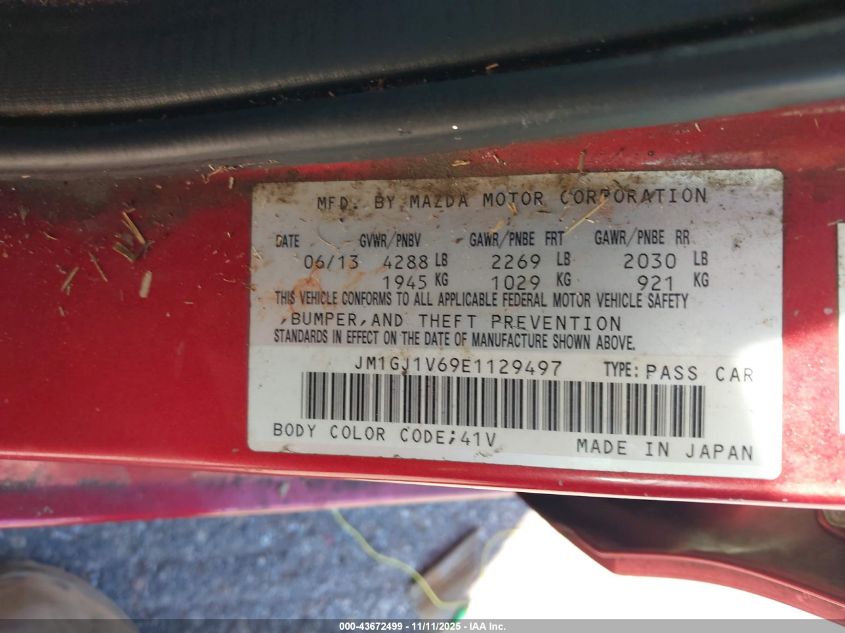 MFD. BY MAZDA MOTOR CORPORATION
DATE GVWR/PNBV GAWR/PNBE FRT GAWR/PNBE RR
06/13 4288 LB 2269 LB 2030 LB
1945 KG 1029 KG 921 KG
THIS VEHICLE CONFORMS TO ALL APPLICABLE FEDERAL MOTOR VEHICLE SAFETY
,BUMPER,AND THEFT PREVENTION
STANDARDS IN EFFECT ON THE DATE OF MANUFACTURE SHOWN ABOVE.
JM1GJ1V69E1129497 TYPE: PASS CAR
BODY COLOR CODE;41V MADE IN JAPAN
000-43672499 - 11/11/2025 - IAA Inc.